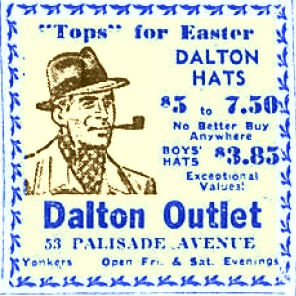 "Tops" for Easter
DALTON
HATS
$5 to 7.50
No Better Buy
Anywhere
BOYS' HATS $3.85
Exceptional
Values!
Dalton Outlet
53 PALISADE AVENUE
Yonkers Open Fri. & Sat. Evenings